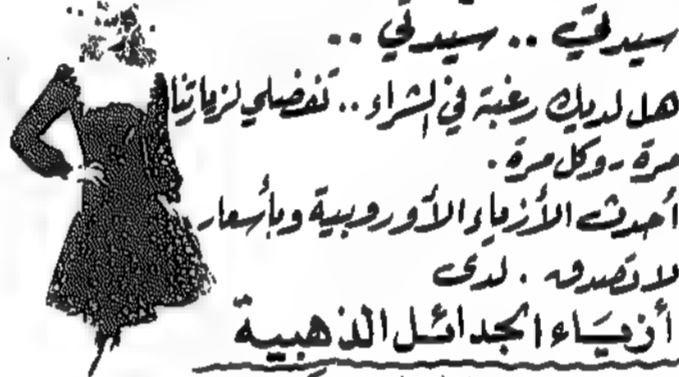 سيدتي .. سيدتي ..
هل لديك رغبة في الشراء .. تفضلي لزيارتنا
مرة وكل مرة .
أحدث الأزياء الأوروبية وبأسعار
لا تصدق . لدى
أزياء الجدائل الذهبية